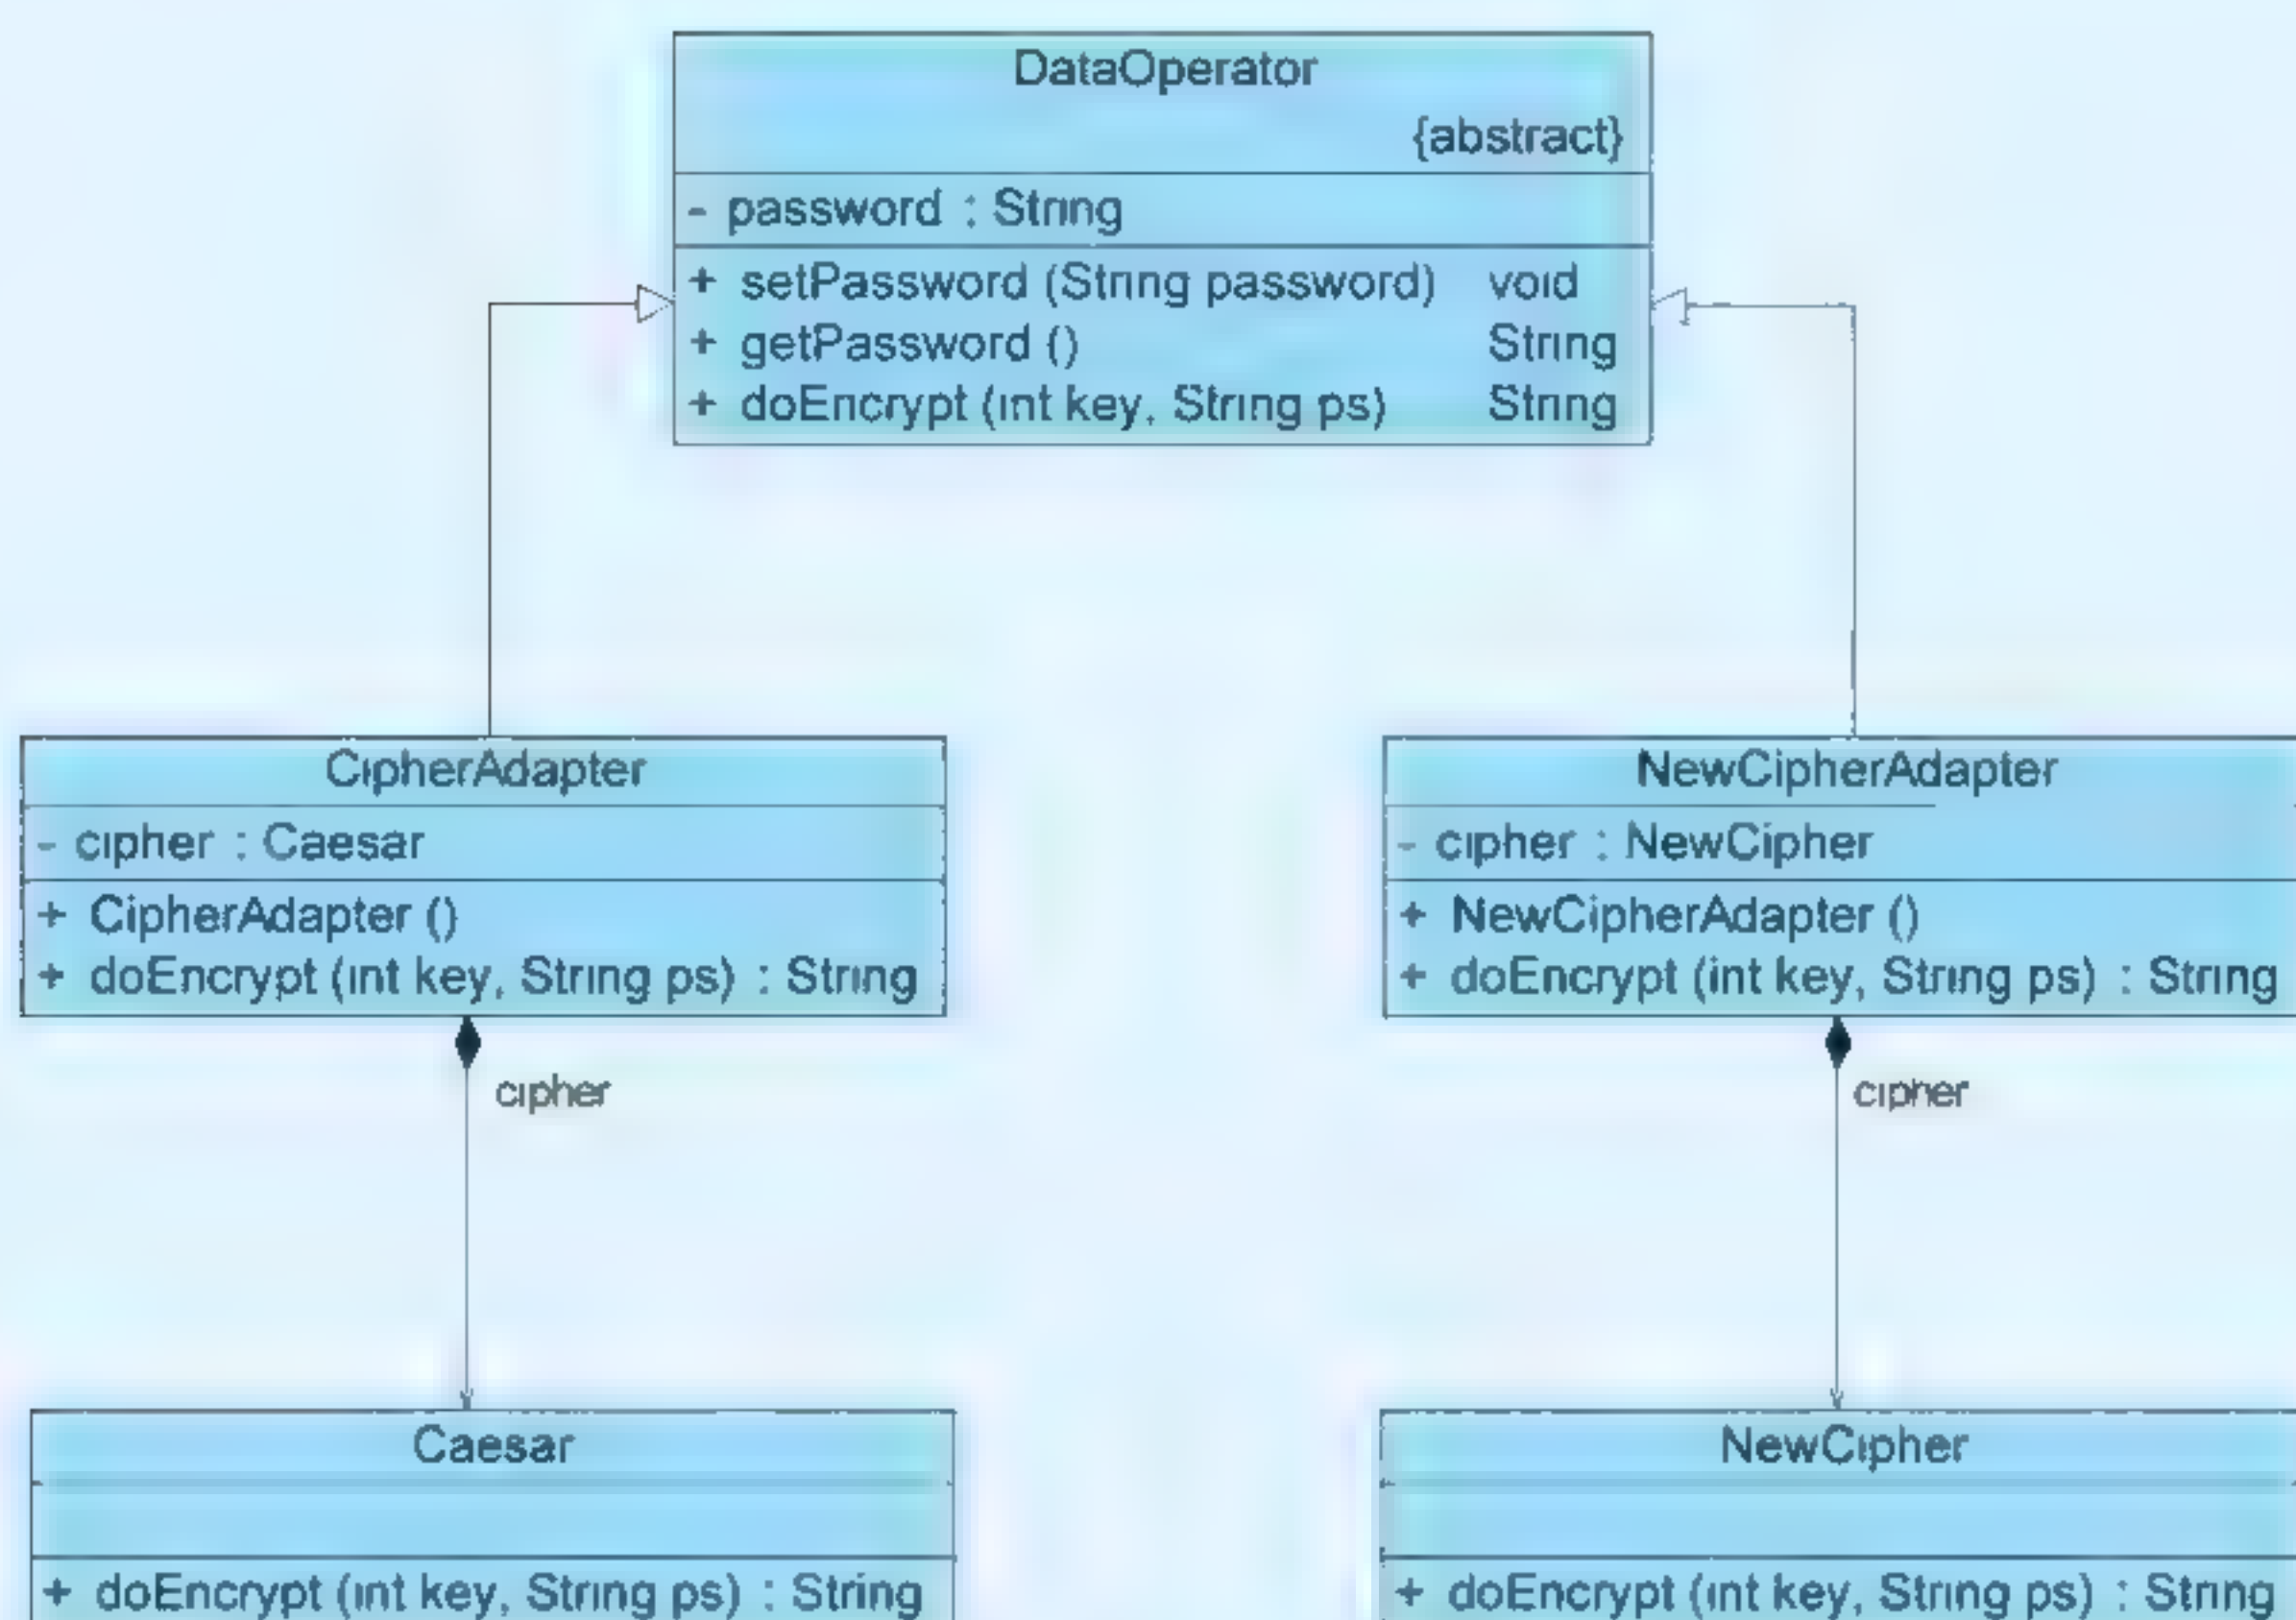 DataOperator
{abstract}
- password : String
+ setPassword (String password) void
+ getPassword () String
+ doEncrypt (int key, String ps) String
CipherAdapter
- cipher : Caesar
+ CipherAdapter ()
+ doEncrypt (int key, String ps) : String
cipher
NewCipherAdapter
- cipher : NewCipher
+ NewCipherAdapter ()
+ doEncrypt (int key, String ps) : String
cipher
Caesar
+ doEncrypt (int key, String ps) : String
NewCipher
+ doEncrypt (int key, String ps) : String